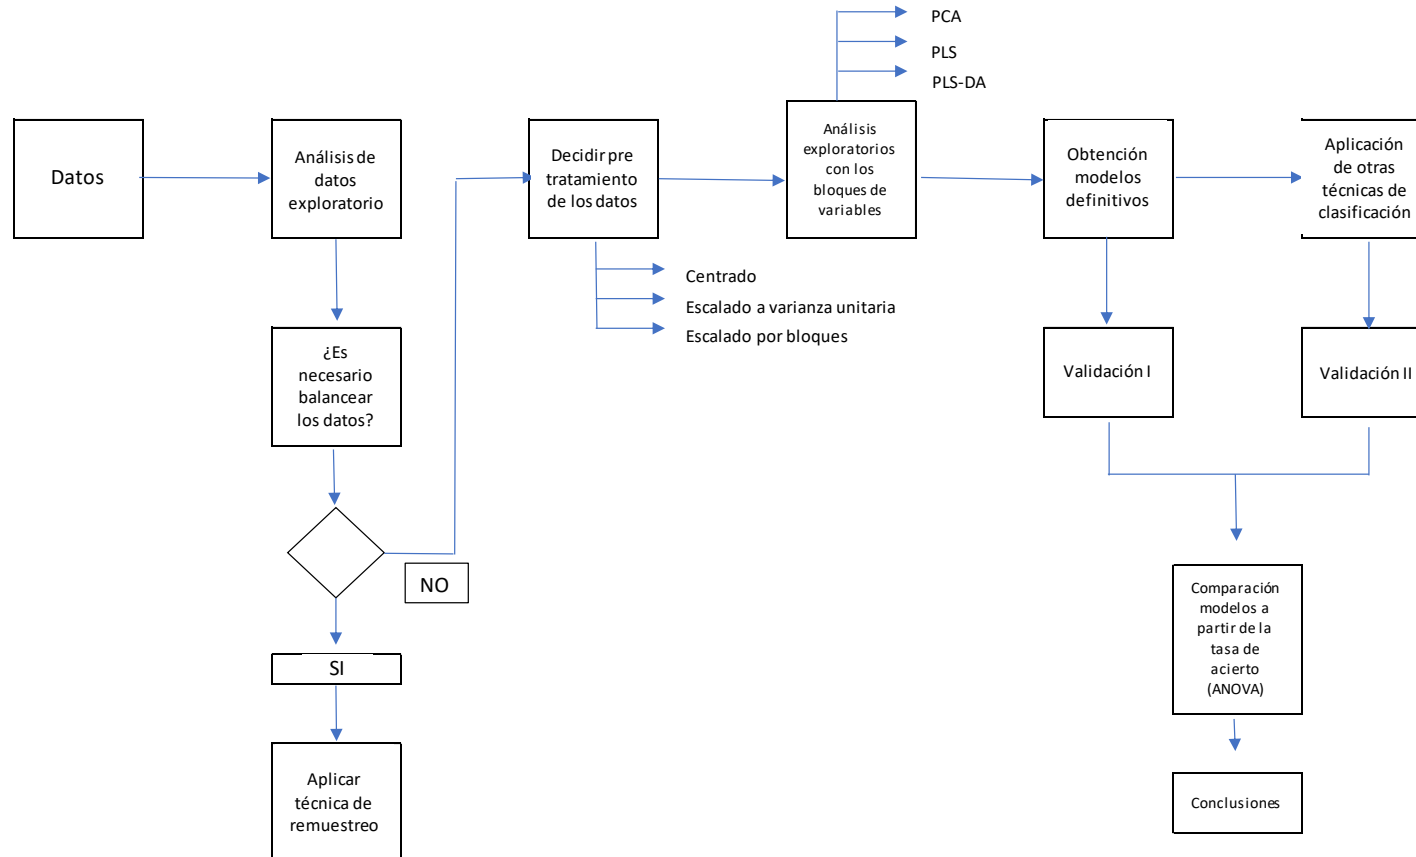 PCA
PLS
PLS-DA
Datos
Análisis de
datos
exploratorio
Decidir pre
tratamiento
de los datos
Análisis
exploratorios
con los
bloques de
variables
Obtención
modelos
definitivos
Aplicación
de otras
técnicas de
clasificación
Centrado
Escalado a varianza unitaria
Escalado por bloques
¿Es
necesario
balancear
los datos?
Validación I
Validación II
NO
SI
Aplicar
técnica de
remuestreo
Comparación
modelos a
partir de la
tasa de
acierto
(ANOVA)
Conclusiones